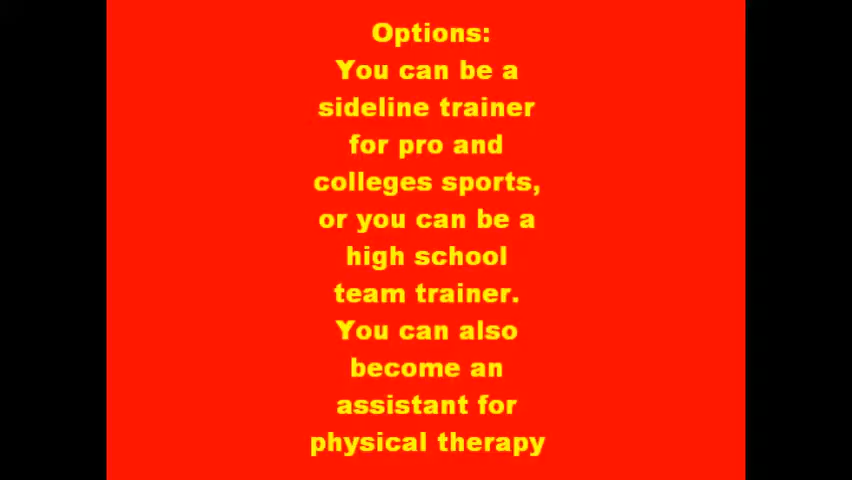 Options:
You can be a
sideline trainer
for pro and
colleges sports,
or you can be a
high school
team trainer.
You can also
become an
assistant for
physical therapy